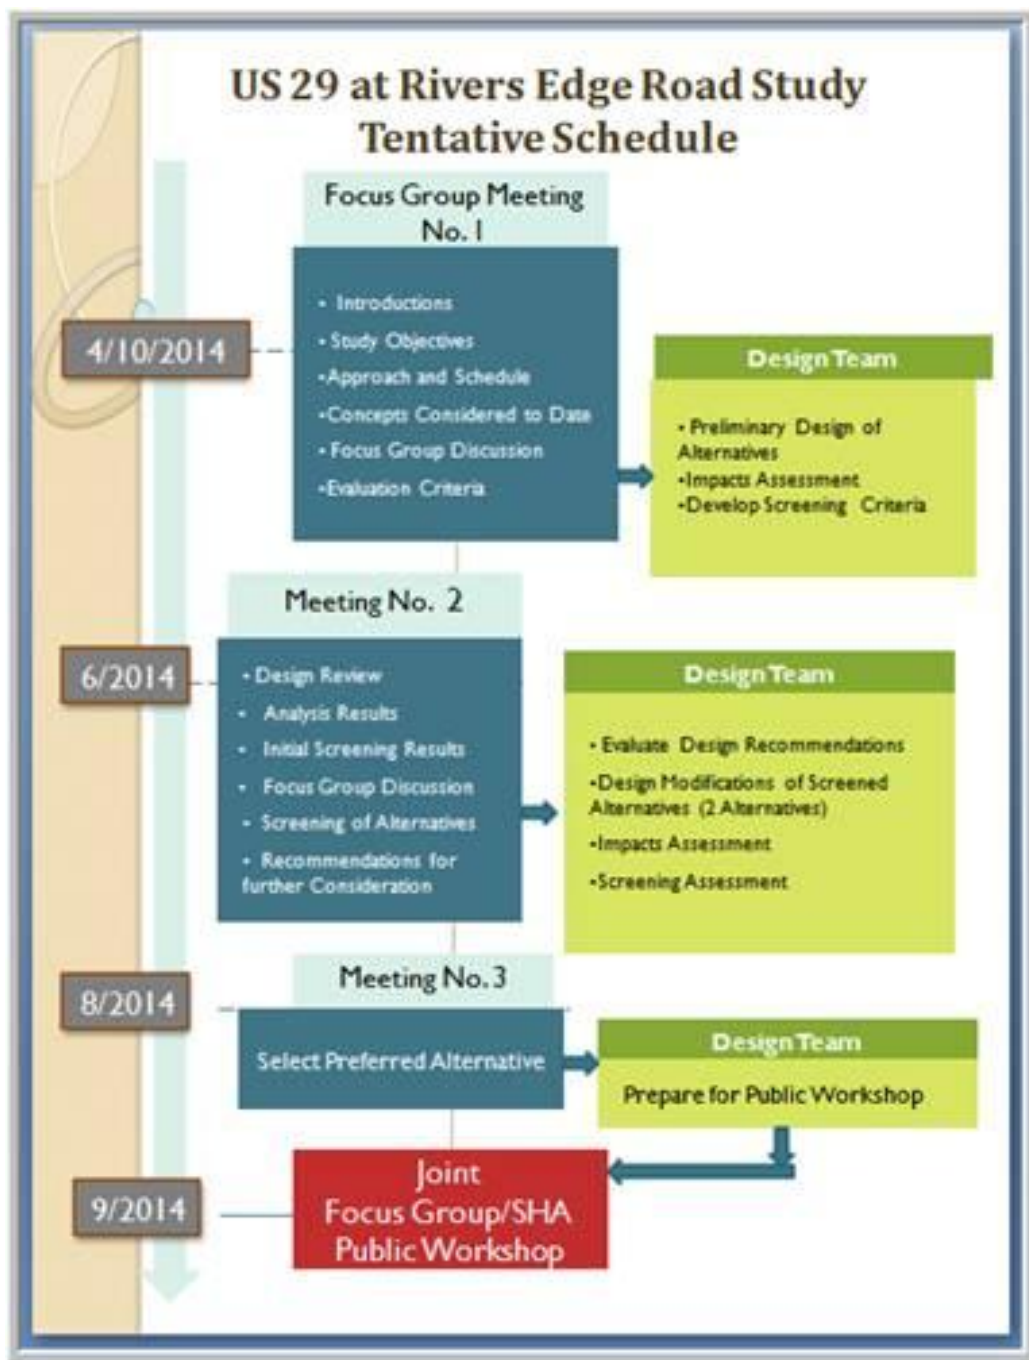 US 29 at Rivers Edge Road Study
Tentative Schedule
Focus Group Meeting
No. 1
4/10/2014
• Introductions
• Study Objectives
•Approach and Schedule
•Concepts Considered to Date
• Focus Group Discussion
•Evaluation Criteria
Design Team
• Preliminary Design of
Alternatives
•Impacts Assessment
•Develop Screening Criteria
Meeting No. 2
6/2014
• Design Review
• Analysis Results
• Initial Screening Results
• Focus Group Discussion
• Screening of Alternatives
• Recommendations for
further Consideration
Design Team
• Evaluate Design Recommendations
•Design Modifications of Screened
Alternatives (2 Alternatives)
•Impacts Assessment
•Screening Assessment
Meeting No. 3
8/2014
Select Preferred Alternative
Design Team
Prepare for Public Workshop
9/2014
Joint
Focus Group/SHA
Public Workshop